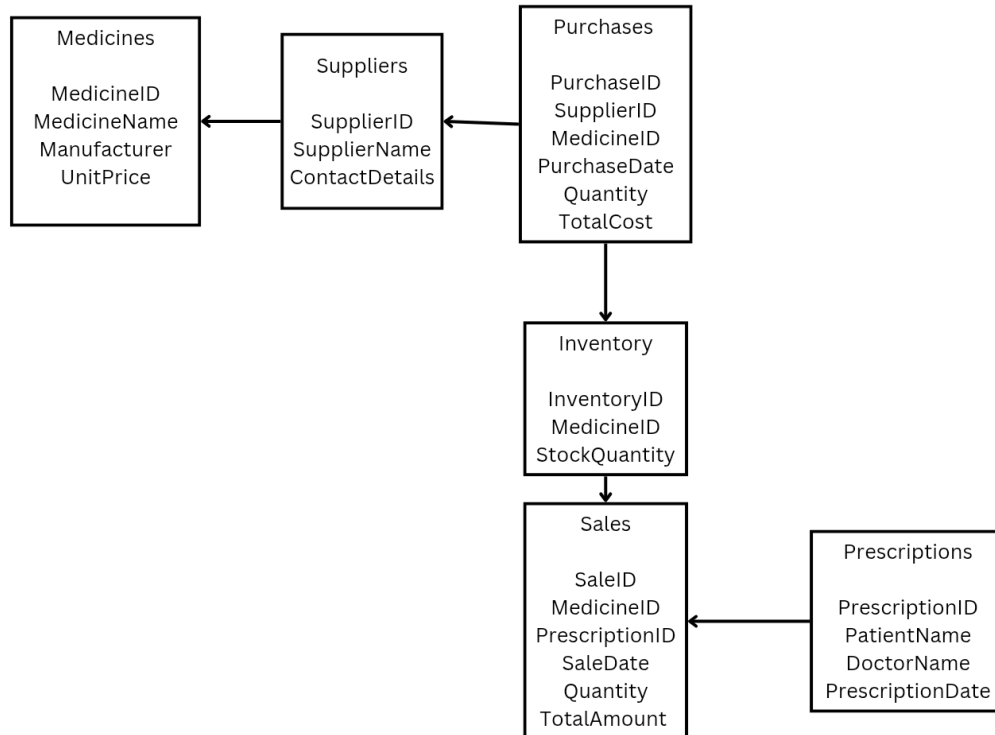 Medicines
MedicineID
MedicineName
Manufacturer
UnitPrice
Suppliers
SupplierID
SupplierName
ContactDetails
Purchases
PurchaseID
SupplierID
MedicineID
PurchaseDate
Quantity
TotalCost
Inventory
InventoryID
MedicineID
StockQuantity
Sales
SaleID
MedicineID
PrescriptionID
SaleDate
Quantity
TotalAmount
Prescriptions
PrescriptionID
PatientName
DoctorName
PrescriptionDate